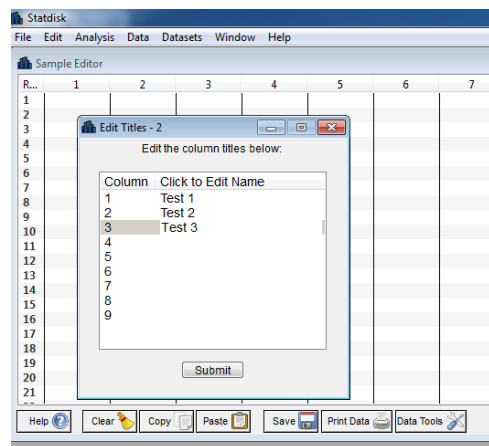 Statdisk
File Edit Analysis Data Datasets Window Help
Sample Editor
R... 1 2 3 4 5 6 7
1
2
3
4
5
6
7
8
9
10
11
12
13
14
15
16
17
18
19
20
21
Edit Titles - 2
Edit the column titles below:
Column Click to Edit Name
1 Test 1
2 Test 2
3 Test 3
4
5
6
7
8
9
Submit
Help Clear Copy Paste Save Print Data Data Tools